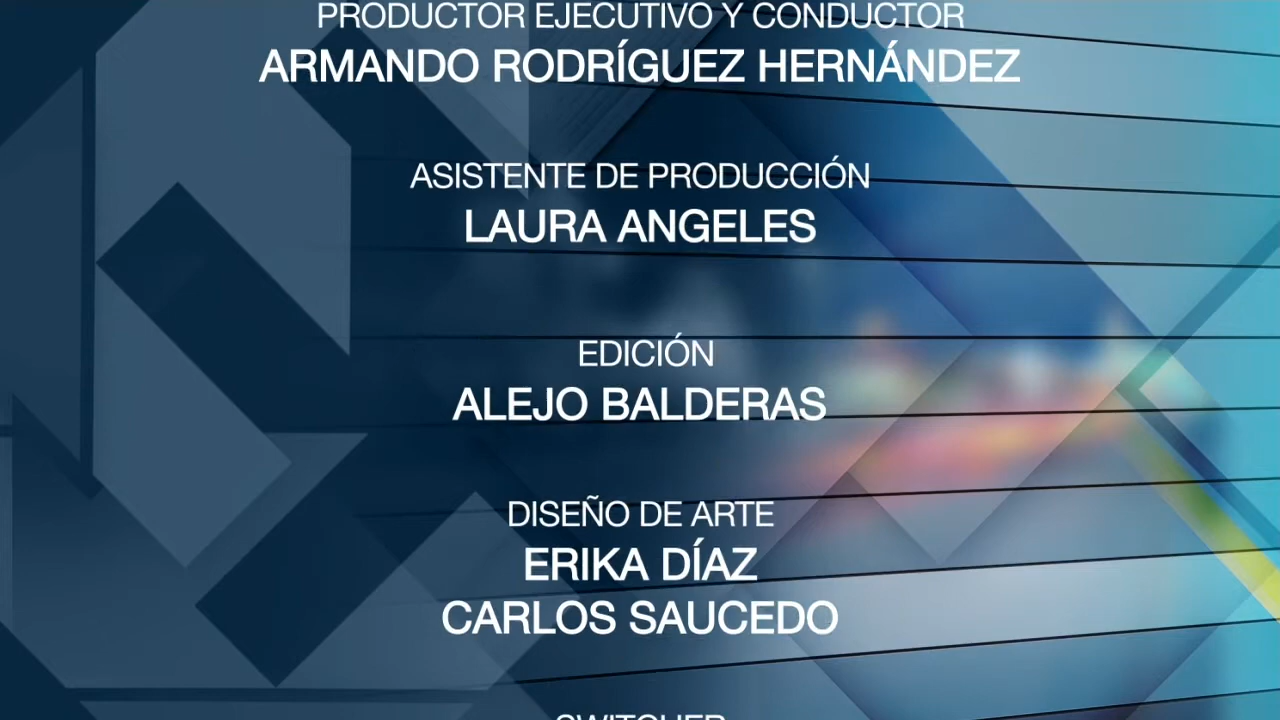 PRODUCTOR EJECUTIVO Y CONDUCTOR
ARMANDO RODRÍGUEZ HERNÁNDEZ
ASISTENTE DE PRODUCCIÓN
LAURA ANGELES
EDICIÓN
ALEJO BALDERAS
DISEÑO DE ARTE
ERIKA DÍAZ
CARLOS SAUCEDO
SWITCHER